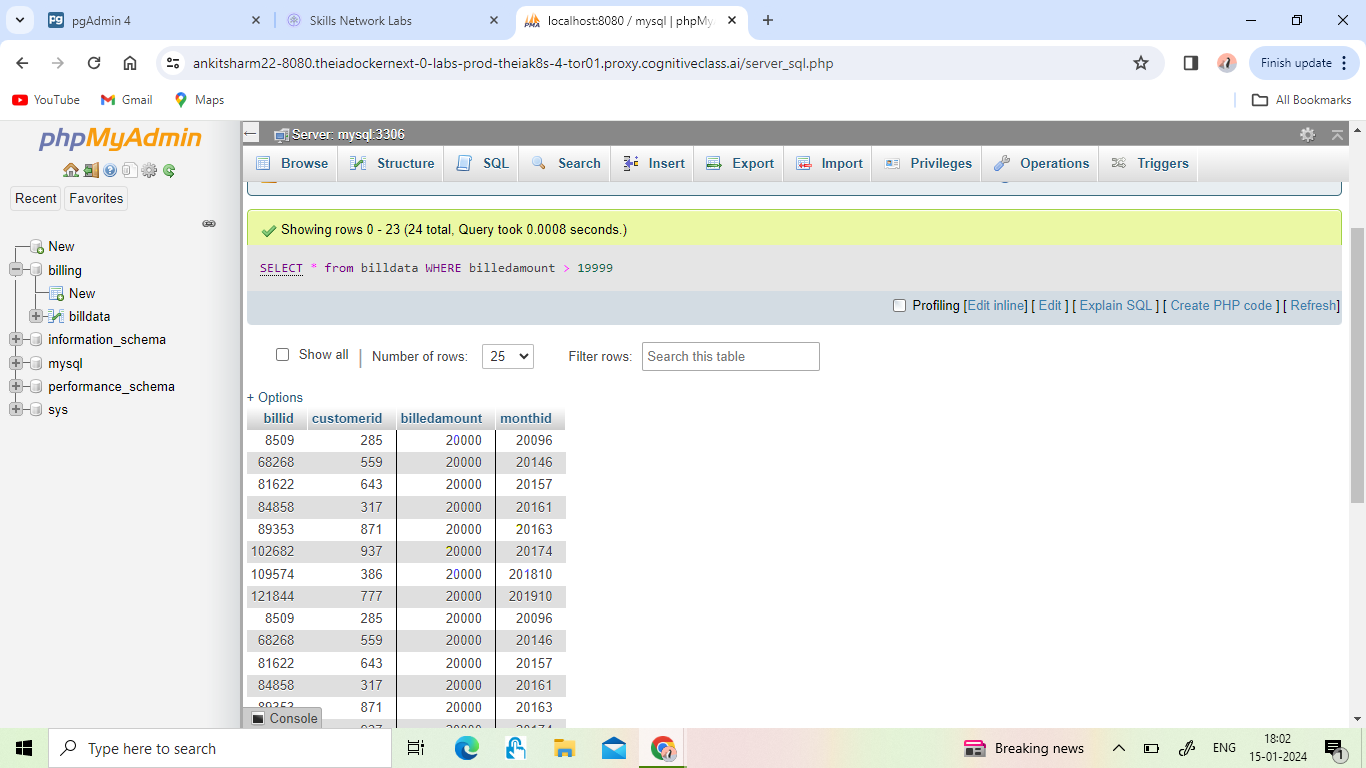 pgAdmin 4
Skills Network Labs
localhost:8080 / mysql | phpMy
ankitsharm22-8080.theiadockernext-0-labs-prod-theiak8s-4-tor01.proxy.cognitiveclass.ai/server_sql.php
Finish update
YouTube Gmail Maps
All Bookmarks
phpMyAdmin
Recent Favorites
New
billing
New
billdata
information_schema
mysql
performance_schema
sys
Server: mysql:3306
Browse Structure SQL Search Insert Export Import Privileges Operations Triggers
Showing rows 0 - 23 (24 total, Query took 0.0008 seconds.)
SELECT * from billdata WHERE billedamount > 19999
Profiling [Edit inline] [ Edit ] [ Explain SQL ] [ Create PHP code ] [ Refresh]
Show all | Number of rows: 25 Filter rows: Search this table
+ Options
billid customerid billedamount monthid
8509 285 20000 20096
68268 559 20000 20146
81622 643 20000 20157
84858 317 20000 20161
89353 871 20000 20163
102682 937 20000 20174
109574 386 20000 201810
121844 777 20000 201910
8509 285 20000 20096
68268 559 20000 20146
81622 643 20000 20157
84858 317 20000 20161
89353 871 20000 20163
Console
Type here to search
Breaking news
ENG
18:02
15-01-2024
1